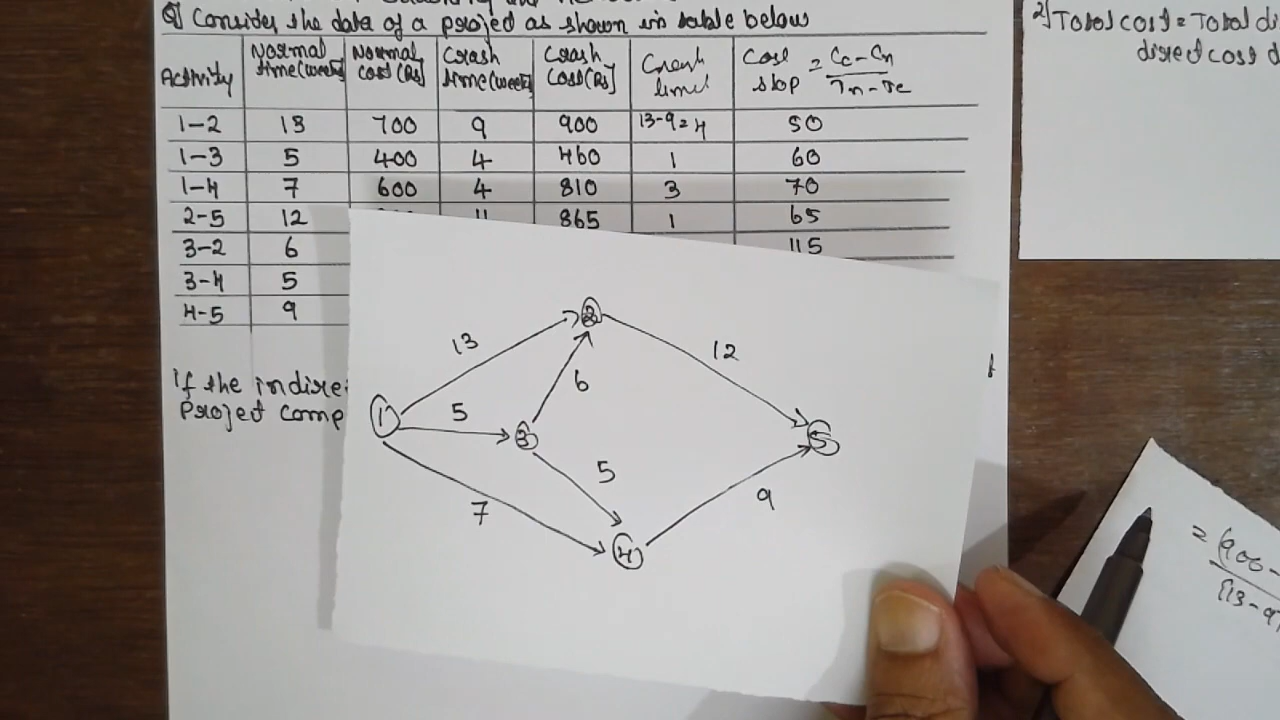 Q) Consider the data of a project as shown in table below
Activity Normal time(weeks) Normal cost(Rs) Crash time(weeks) Crash Cost(Rs) Crash limit Cost slop = Cc-Cn / Tn-Tc
1-2 13 700 9 900 13-9=4 50
1-3 5 400 4 460 1 60
1-4 7 600 4 810 3 70
2-5 12 11 865 1 65
3-2 6 115
3-4 5
4-5 9
If the indire
Project comp
2) Total cost = Total di
direct cost
13
2
12
6
1
5
3
5
5
7
4
9
= (900-
(13-9)